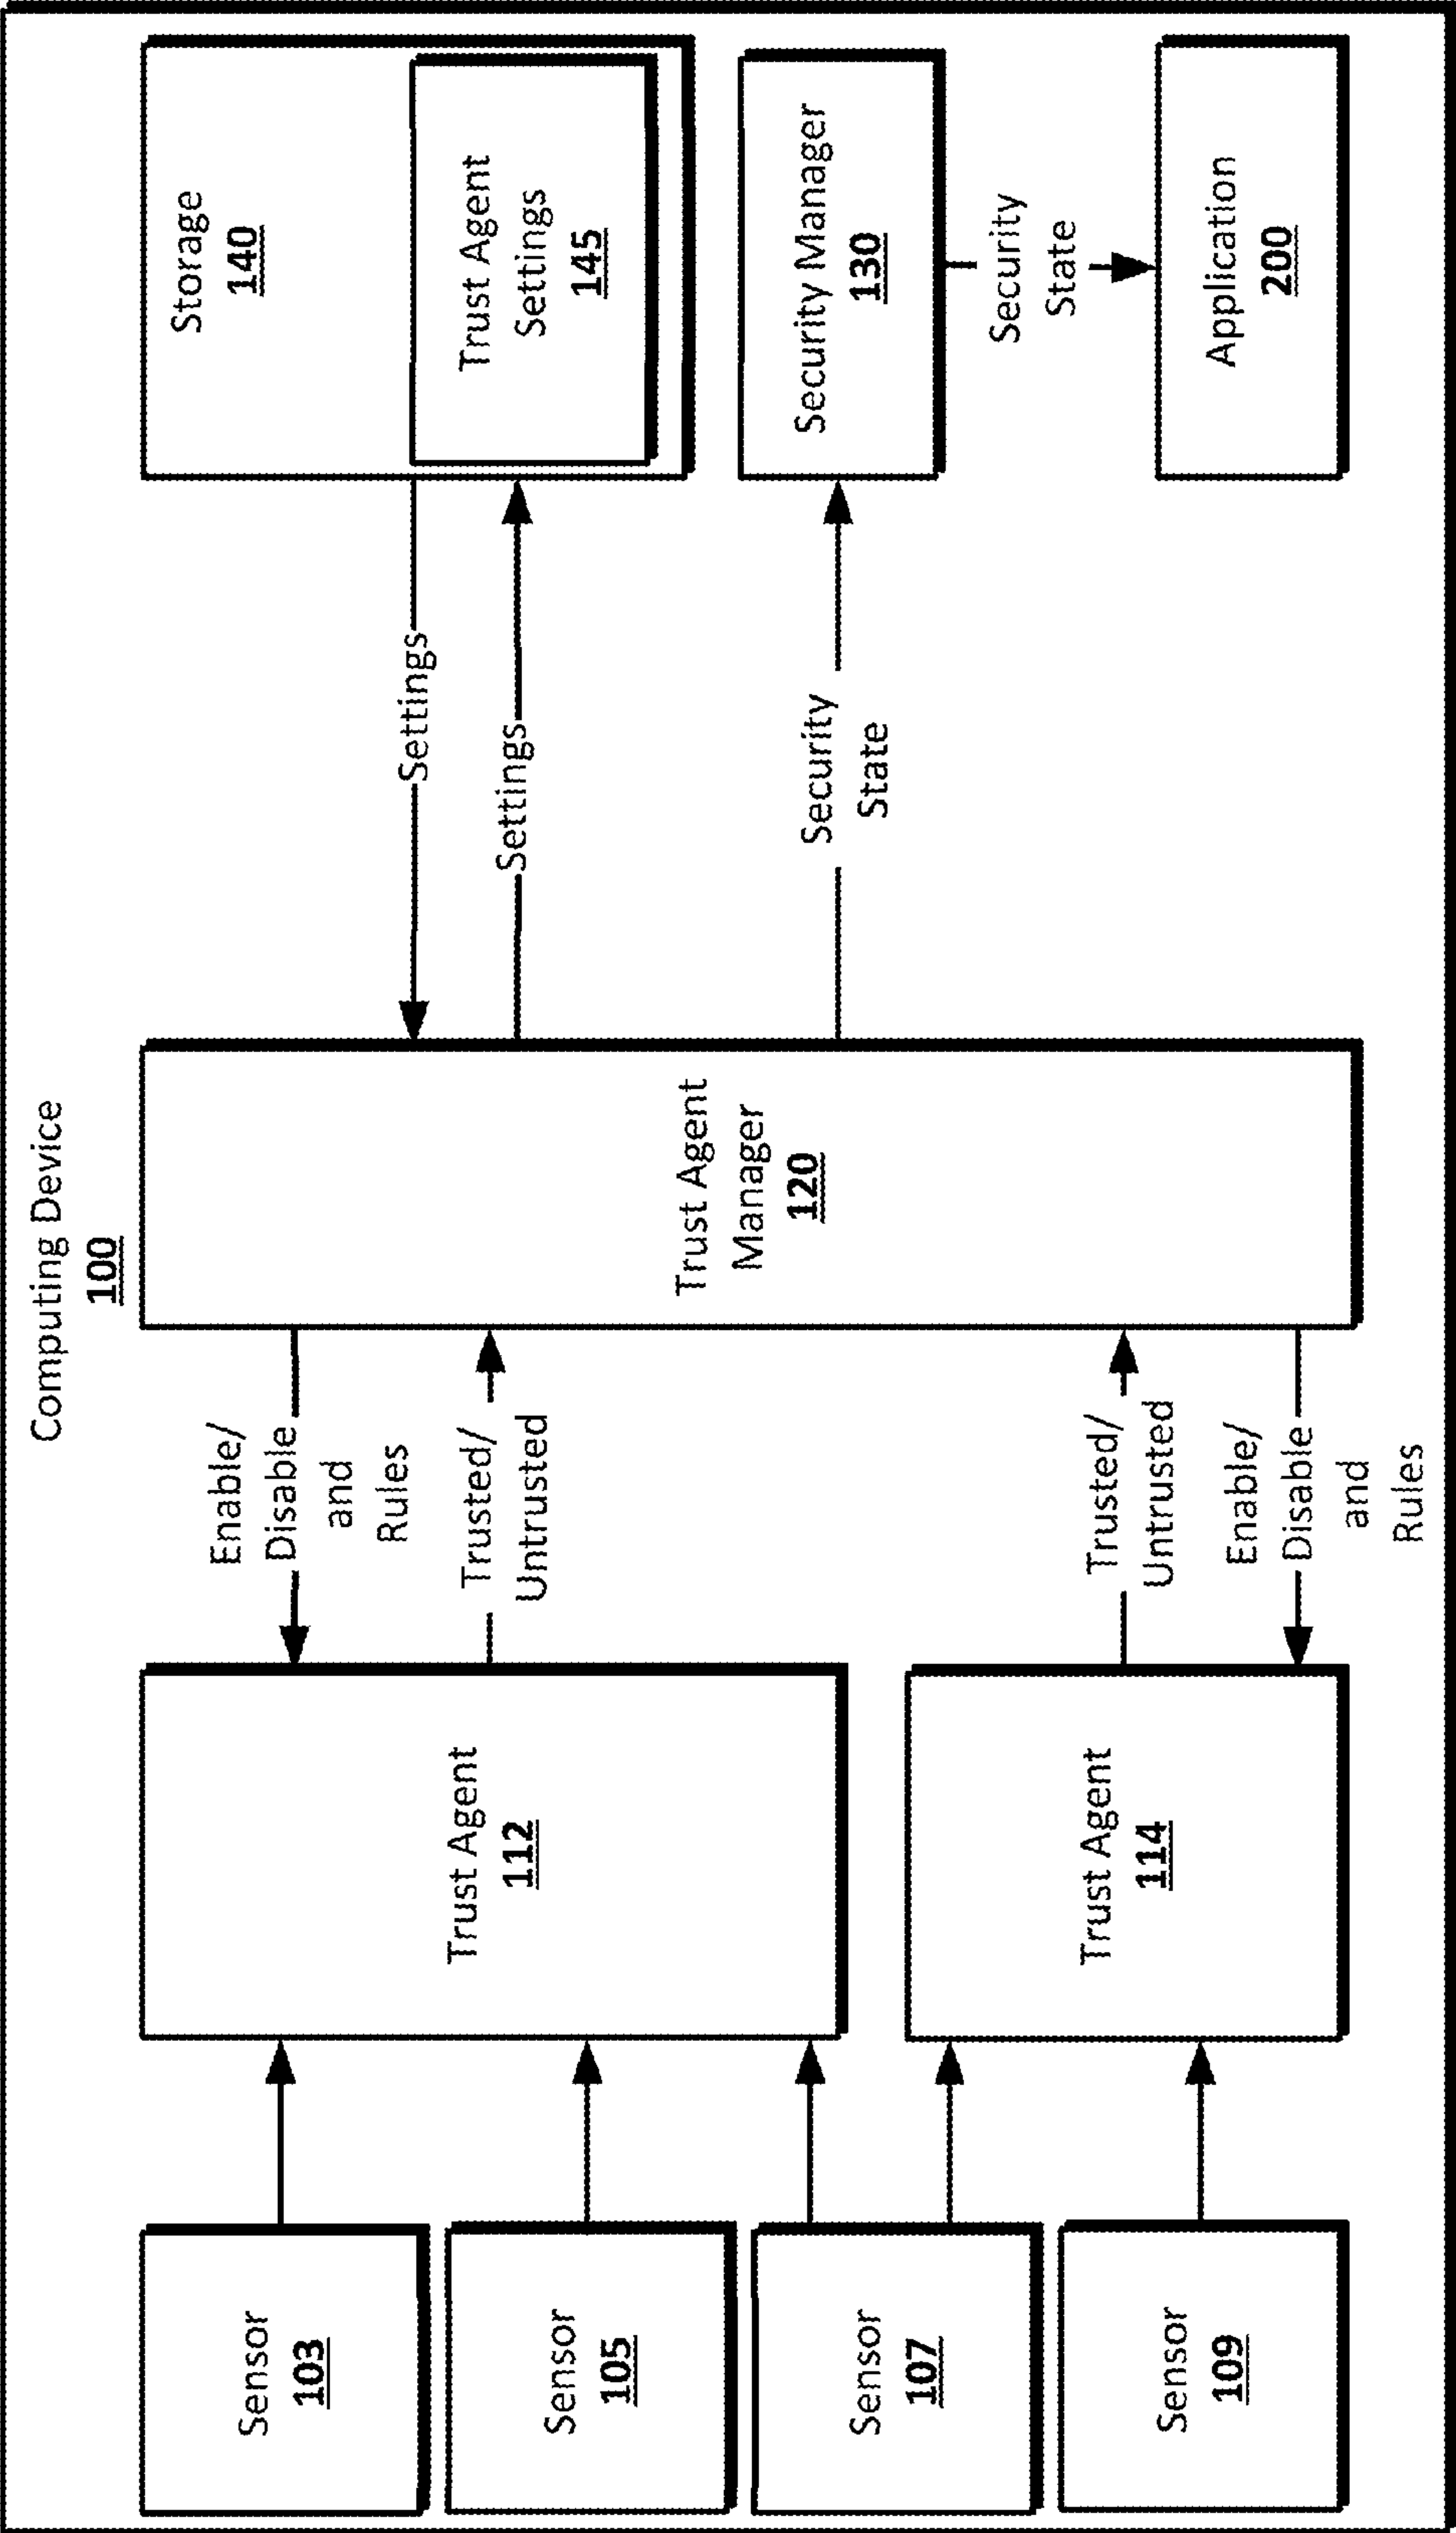 Computing Device
100
Sensor
103
Sensor
105
Sensor
107
Sensor
109
Trust Agent
112
Trust Agent
114
Enable/
Disable
and
Rules
Trusted/
Untrusted
Trusted/
Untrusted
Enable/
Disable
and
Rules
Trust Agent
Manager
120
Settings
Settings
Security
State
Storage
140
Trust Agent
Settings
145
Security Manager
130
Security
State
Application
200